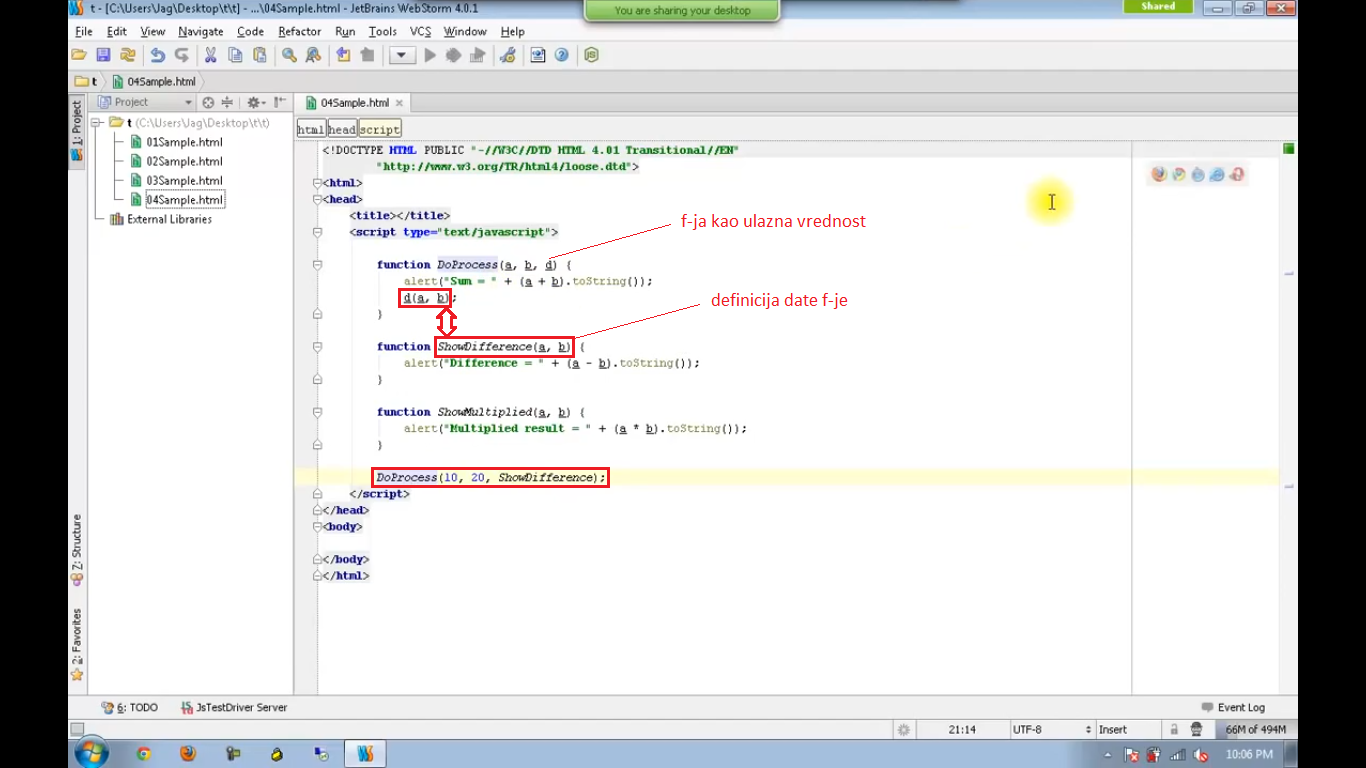 t - [C:\Users\Jag\Desktop\t\t] - ...\04Sample.html - JetBrains WebStorm 4.0.1
You are sharing your desktop
Shared
File Edit View Navigate Code Refactor Run Tools VCS Window Help
t 04Sample.html
1: Project
Project
04Sample.html
t (C:\Users\Jag\Desktop\t\t)
01Sample.html
02Sample.html
03Sample.html
04Sample.html
External Libraries
html head script
<!DOCTYPE HTML PUBLIC "-//W3C//DTD HTML 4.01 Transitional//EN"
"http://www.w3.org/TR/html4/loose.dtd">
<html>
<head>
<title></title>
<script type="text/javascript">
f-ja kao ulazna vrednost
function DoProcess(a, b, d) {
alert("Sum = " + (a + b).toString());
d(a, b);
}
definicija date f-je
function ShowDifference(a, b) {
alert("Difference = " + (a - b).toString());
}
function ShowMultiplied(a, b) {
alert("Multiplied result = " + (a * b).toString());
}
DoProcess(10, 20, ShowDifference);
</script>
</head>
<body>
</body>
</html>
Z: Structure
2: Favorites
6: TODO JsTestDriver Server Event Log
21:14 UTF-8 Insert 66M of 494M
10:06 PM